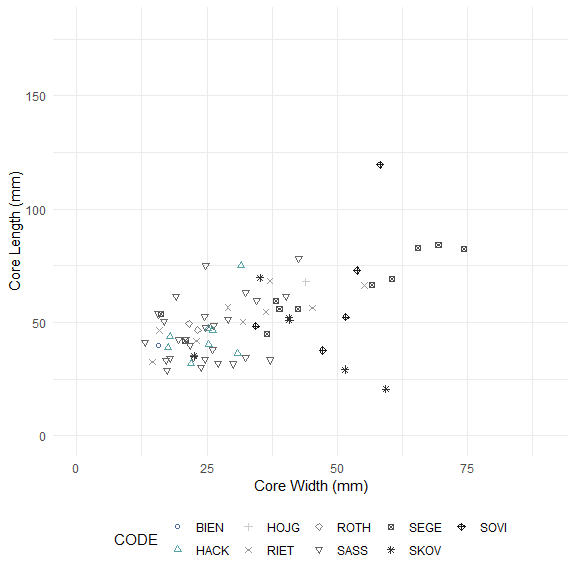 150
100
50
0
Core Length (mm)
0 25 50 75
Core Width (mm)
CODE
BIEN HOJG ROTH SEGE SOVI
HACK RIET SASS SKOV